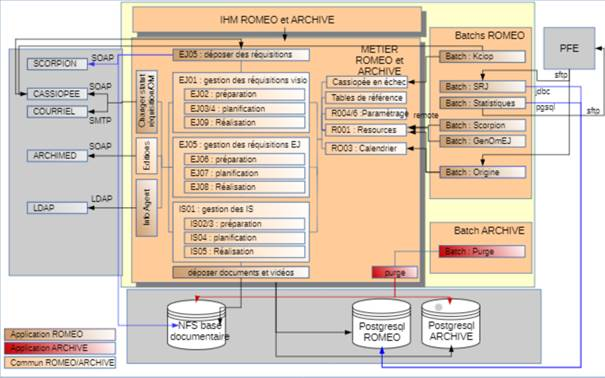 IHM ROMEO et ARCHIVE
Batchs ROMEO
METIER
ROMEO et
ARCHIVE
PFE
EJ05 : déposer des réquisitions
SCORPION
SOAP
CASSIOPEE
SOAP
COURRIEL
SMTP
ARCHIMED
SOAP
LDAP
LDAP
Changer statut
réquisition/OM
Editions
Info Agent
EJ01 : gestion des réquisitions visio
EJ02 : préparation
EJ03/4 : planification
EJ09 : Réalisation
EJ05 : gestion des réquisitions EJ
EJ06 : préparation
EJ07 : planification
EJ08 : Réalisation
IS01 : gestion des IS
IS02/3 : préparation
IS04 : planification
IS05 : Réalisation
déposer documents et vidéos
Cassiopée en échec
Tables de référence
R004/6 :Paramétrage
remote
R001 : Resources
RO03 : Calendrier
purge
Batch : Kciop
Batch : SRJ
Batch : Statistiques
Batch : Scorpion
Batch : GenOmEJ
Batch : Origine
sftp
jdbc
pgsql
sftp
Batch ARCHIVE
Batch : Purge
NFS base
documentaire
Postgresql
ROMEO
Postgresql
ARCHIVE
Application ROMEO
Application ARCHIVE
Commun ROMEO/ARCHIVE